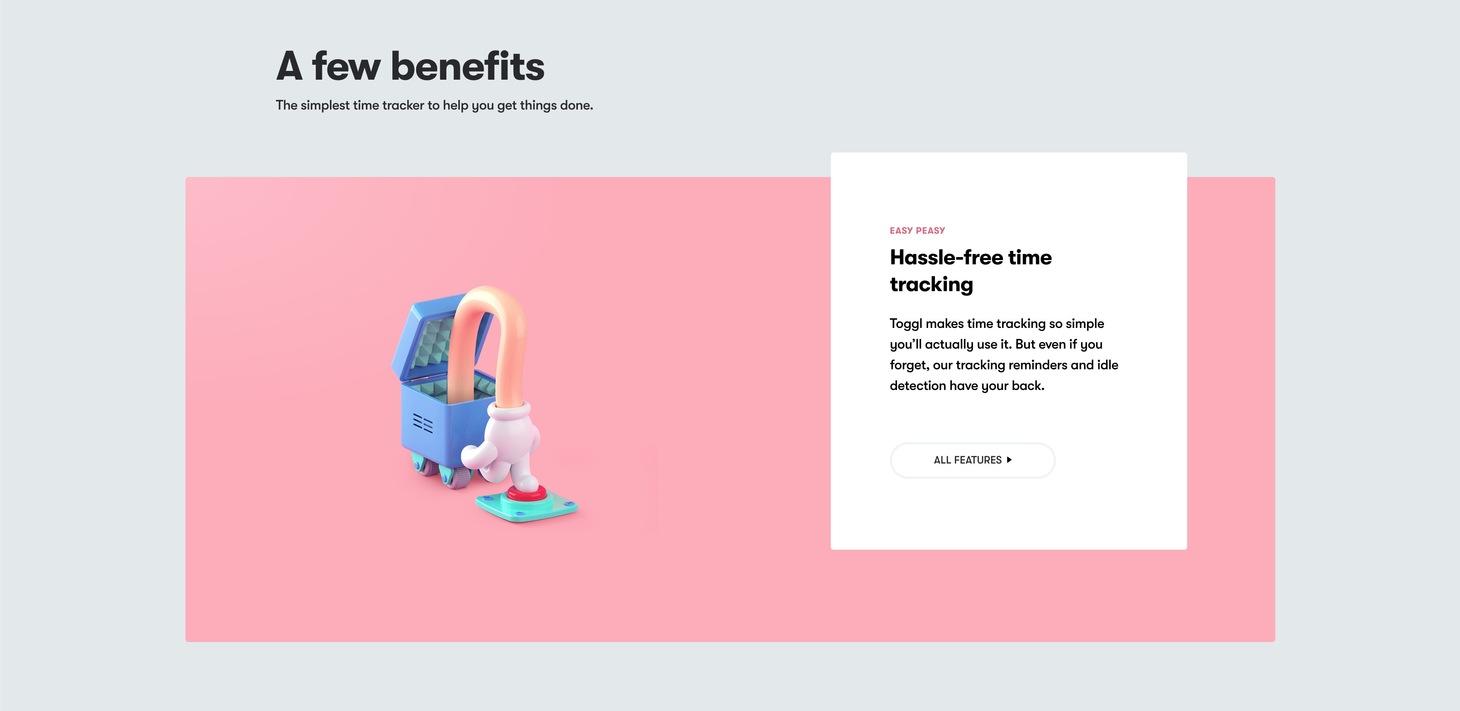 A few benefits
The simplest time tracker to help you get things done.
EASY PEASY
Hassle-free time
tracking
Toggl makes time tracking so simple
you’ll actually use it. But even if you
forget, our tracking reminders and idle
detection have your back.
ALL FEATURES